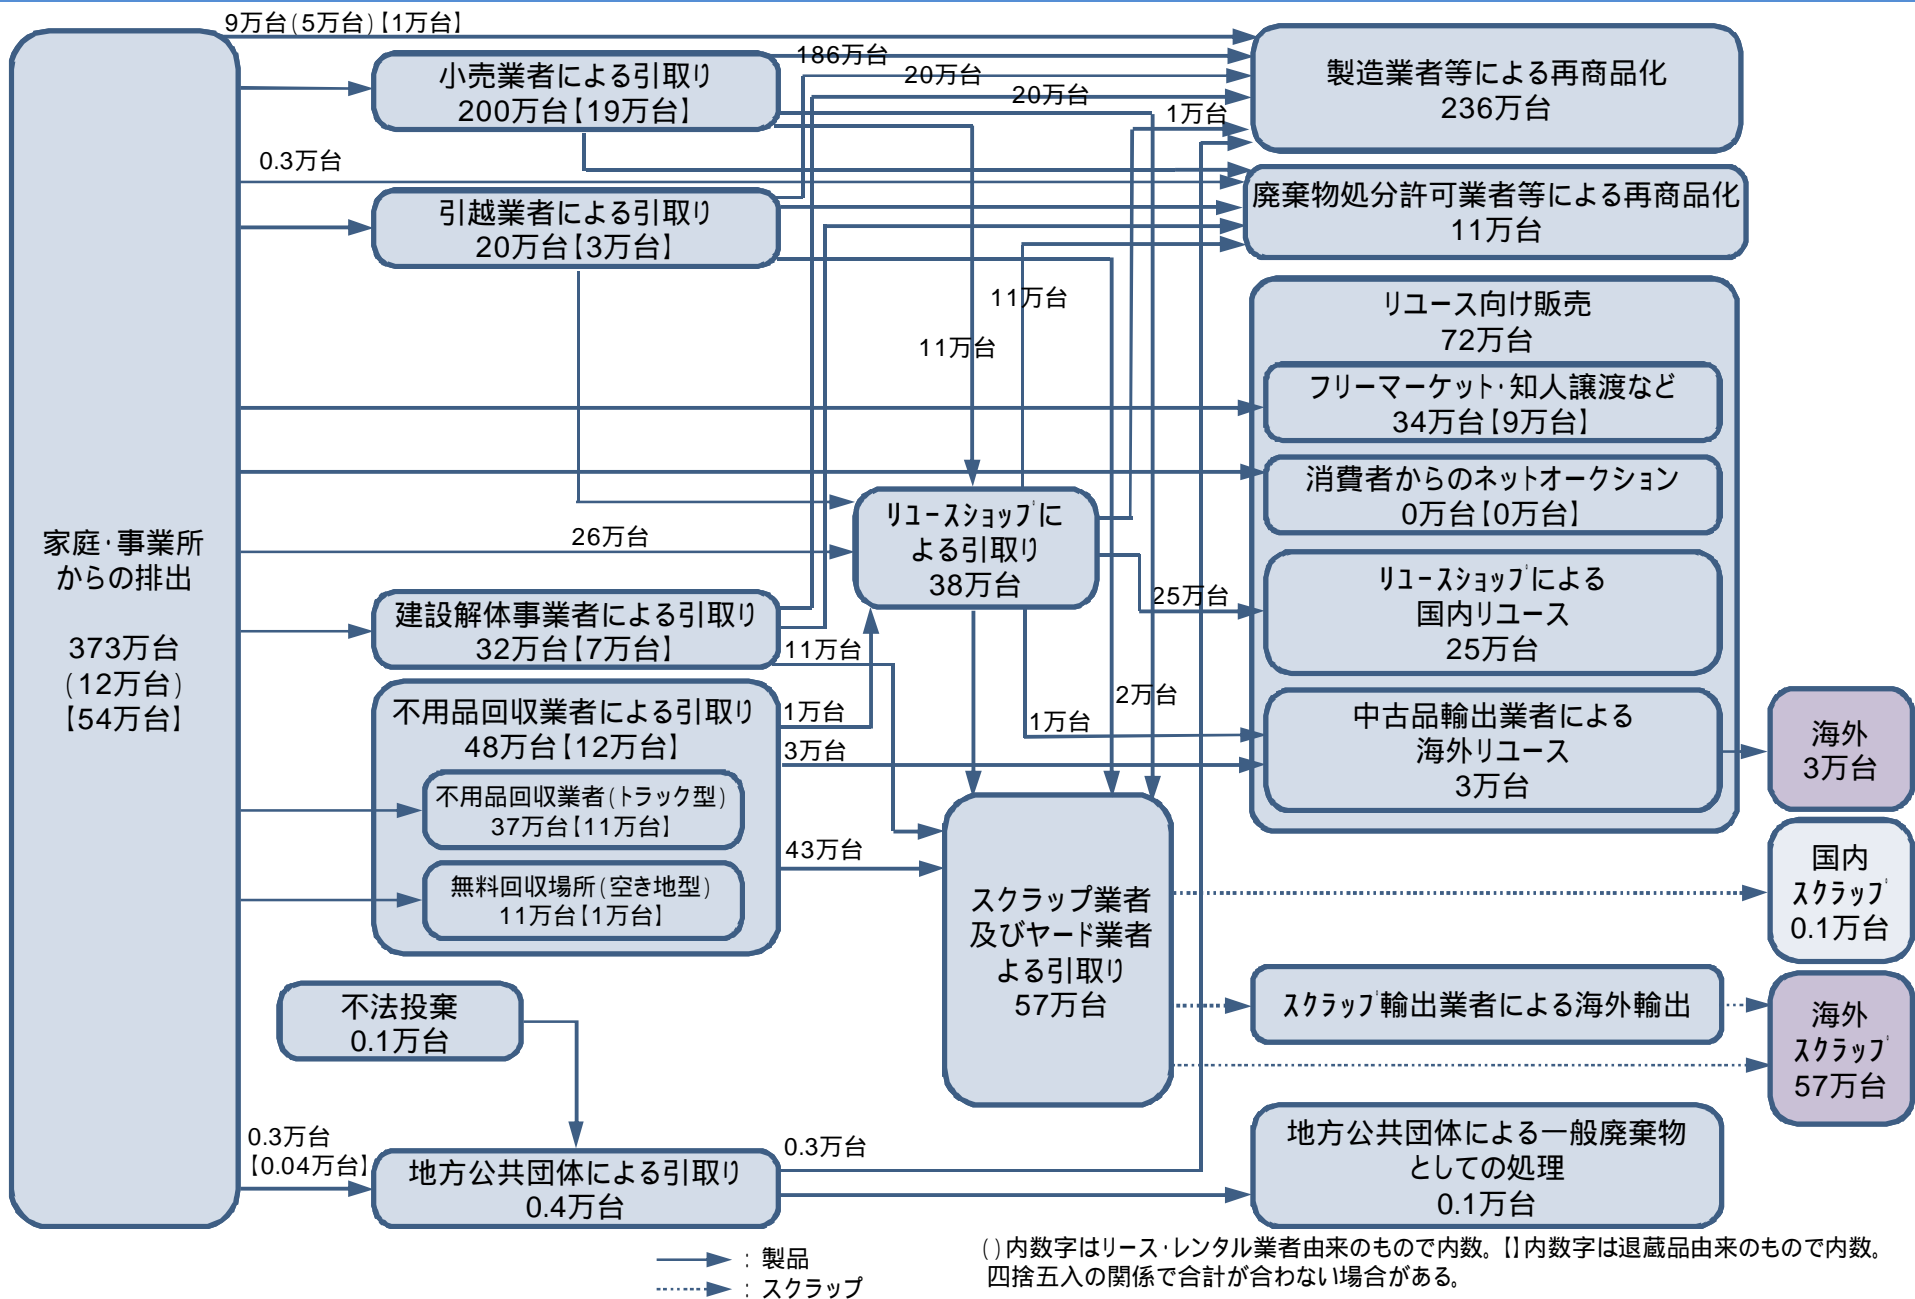 9万台(5万台)【1万台】
小売業者による引取り
200万台【19万台】
186万台
20万台
20万台
1万台
製造業者等による再商品化
236万台
0.3万台
引越業者による引取り
20万台【3万台】
廃棄物処分許可業者等による再商品化
11万台
11万台
11万台
リユース向け販売
72万台
フリーマーケット・知人譲渡など
34万台【9万台】
消費者からのネットオークション
0万台【0万台】
家庭・事業所
からの排出
373万台
(12万台)
【54万台】
26万台
リユースショップに
よる引取り
38万台
25万台
リユースショップによる
国内リユース
25万台
建設解体事業者による引取り
32万台【7万台】
11万台
不用品回収業者による引取り
48万台【12万台】
1万台
3万台
2万台
1万台
中古品輸出業者による
海外リユース
3万台
海外
3万台
不用品回収業者(トラック型)
37万台【11万台】
43万台
無料回収場所(空き地型)
11万台【1万台】
スクラップ業者
及びヤード業者
よる引取り
57万台
国内
スクラップ
0.1万台
スクラップ輸出業者による海外輸出
海外
スクラップ
57万台
不法投棄
0.1万台
0.3万台
【0.04万台】
地方公共団体による引取り
0.4万台
0.3万台
地方公共団体による一般廃棄物
としての処理
0.1万台
：製品
：スクラップ
( )内数字はリース・レンタル業者由来のもので内数。【】内数字は退蔵品由来のもので内数。
四捨五入の関係で合計が合わない場合がある。